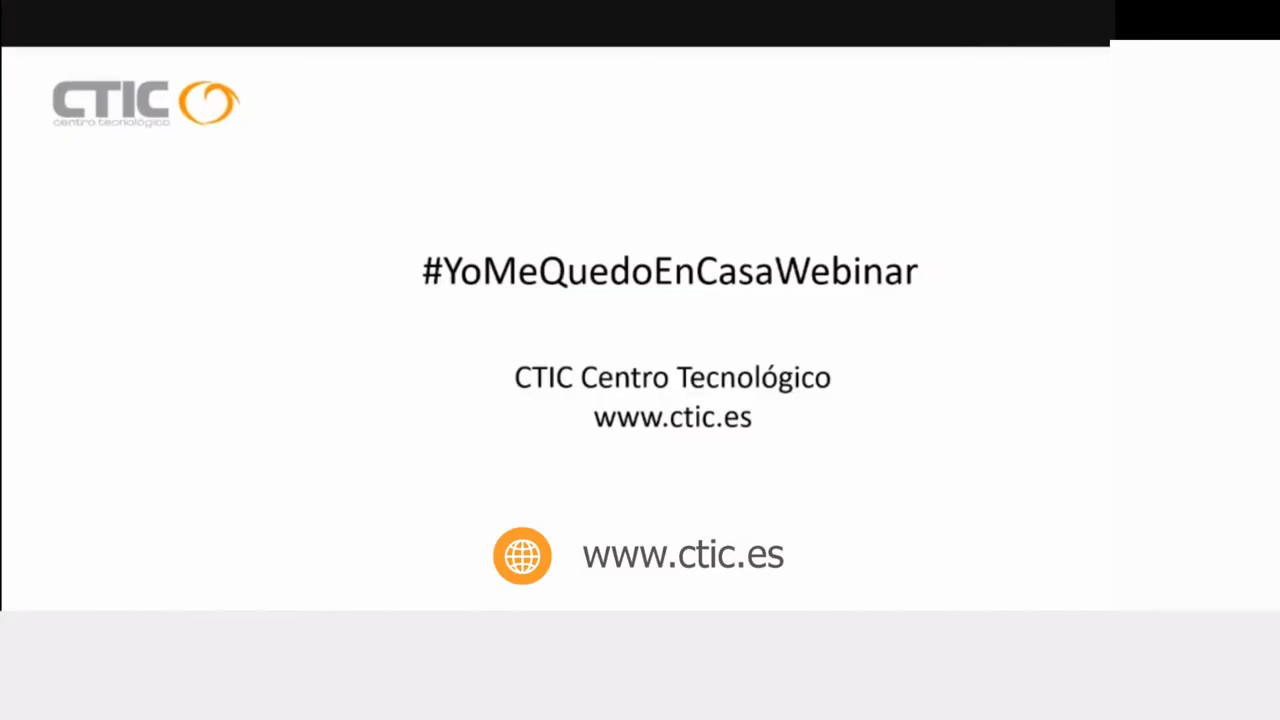 CTIC
centro tecnológico
#YoMeQuedoEnCasaWebinar
CTIC Centro Tecnológico
www.ctic.es
www.ctic.es